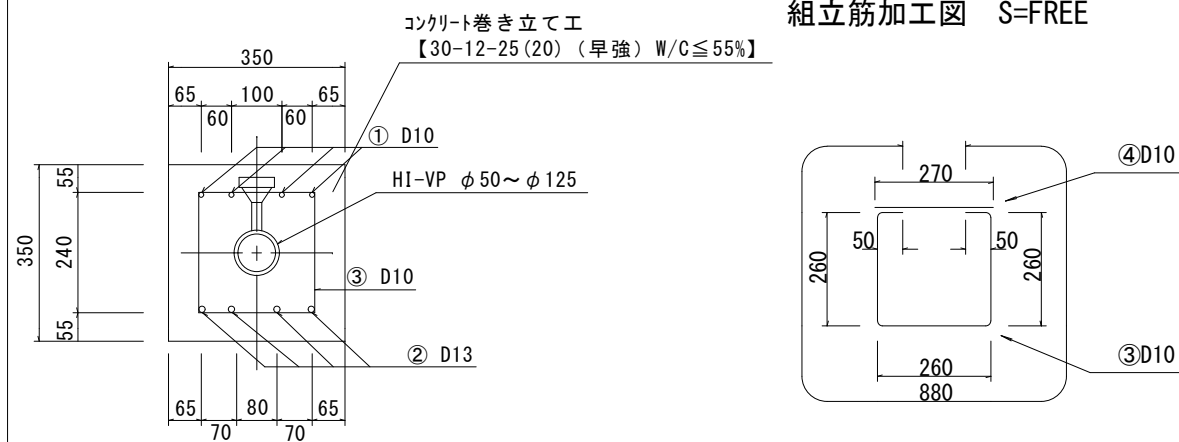 組立筋加工図 S=FREE
コンクリート巻き立て工
【30-12-25(20)(早強)W/C≦55%】
350
65 100 65
60 60
① D10
HI-VP φ50～φ125
55
350
240
55
③ D10
② D13
65 80 65
70 70
④D10
270
50 50
260 260
③D10
260
880